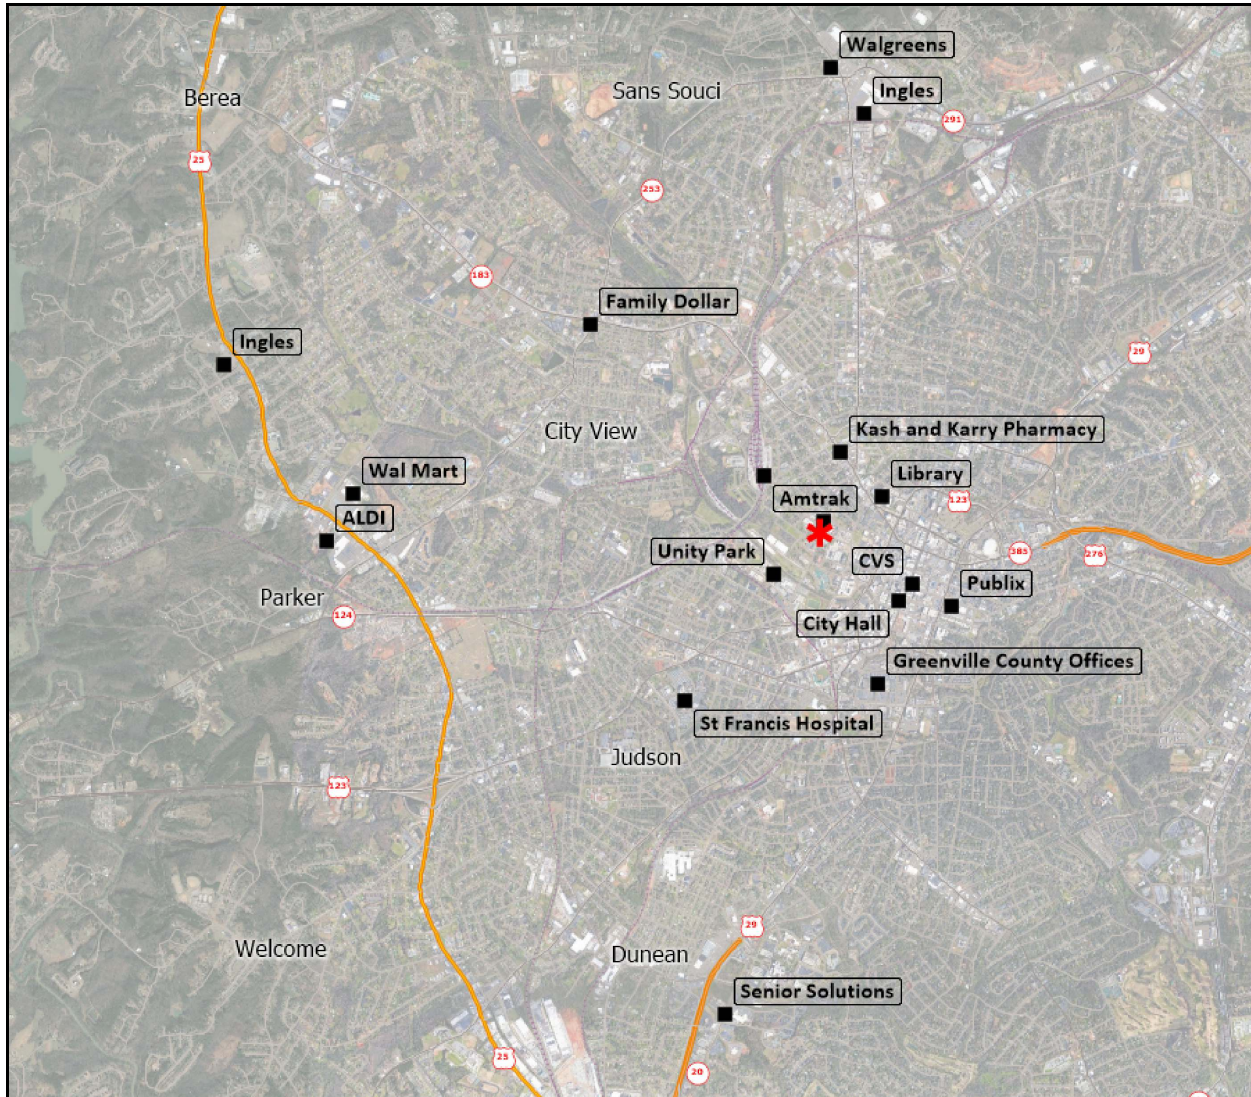 Walgreens
Berea
Sans Souci
Ingles
291
25
253
183
Family Dollar
Ingles
29
City View
Kash and Karry Pharmacy
Wal Mart
Library
Amtrak
123
ALDI
Unity Park
CVS
385
276
Parker
Publix
124
City Hall
Greenville County Offices
St Francis Hospital
Judson
123
29
Welcome
Dunean
Senior Solutions
25
20